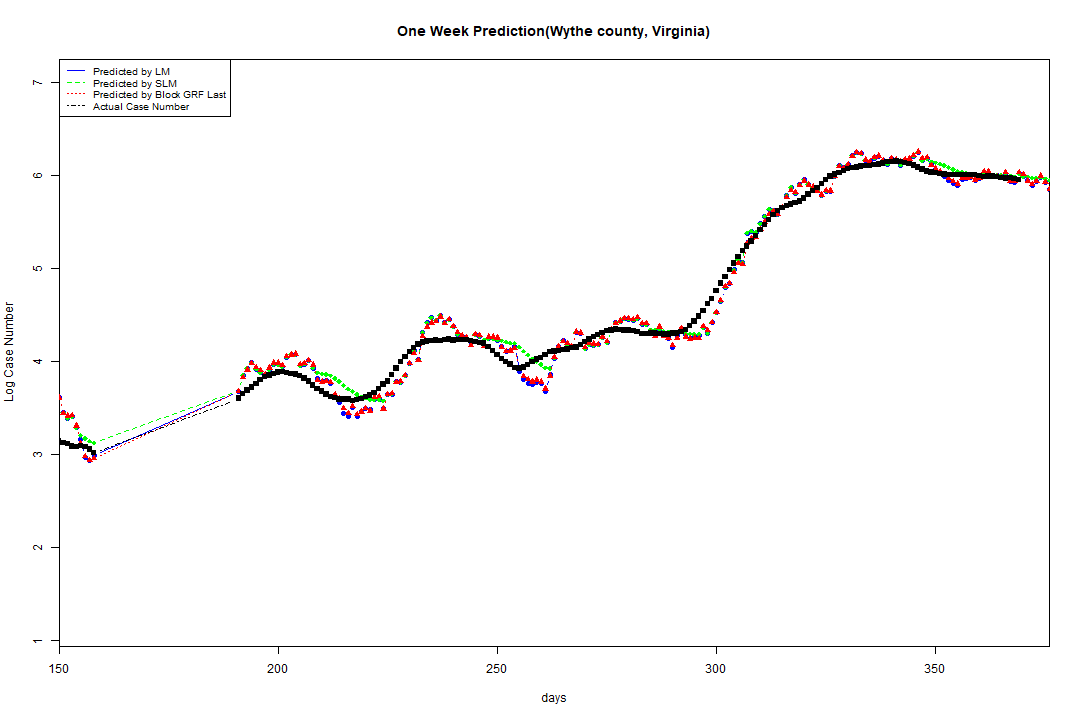 One Week Prediction(Wythe county, Virginia)
Predicted by LM
Predicted by SLM
Predicted by Block GRF Last
Actual Case Number
7
6
5
4
3
2
1
Log Case Number
150 200 250 300 350
days